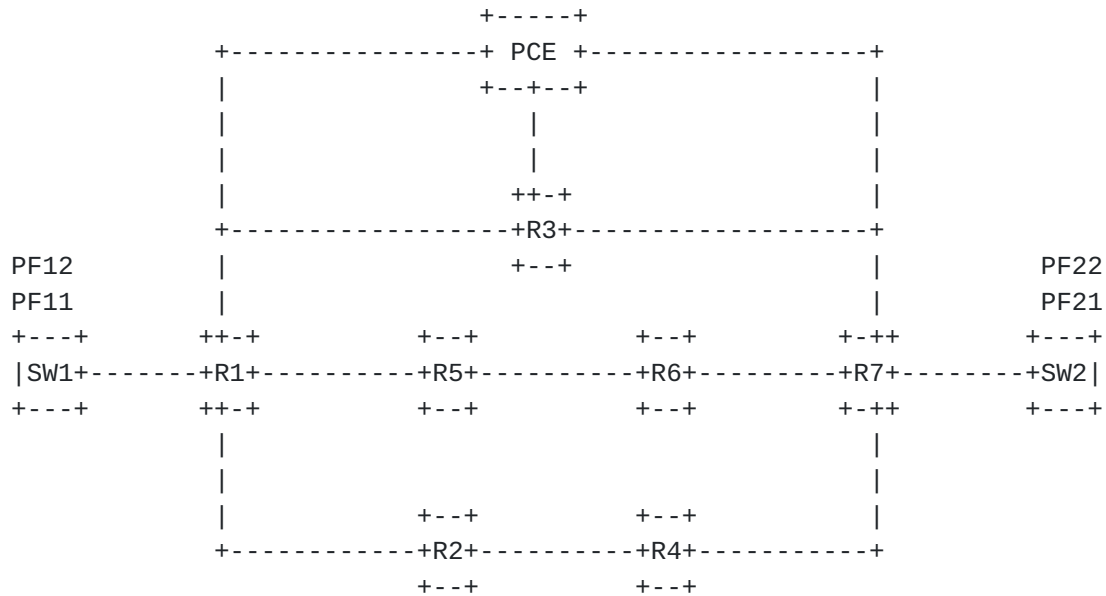 PCE
R3
PF12 PF22
PF11 PF21
SW1 R1 R5 R6 R7 SW2
R2 R4